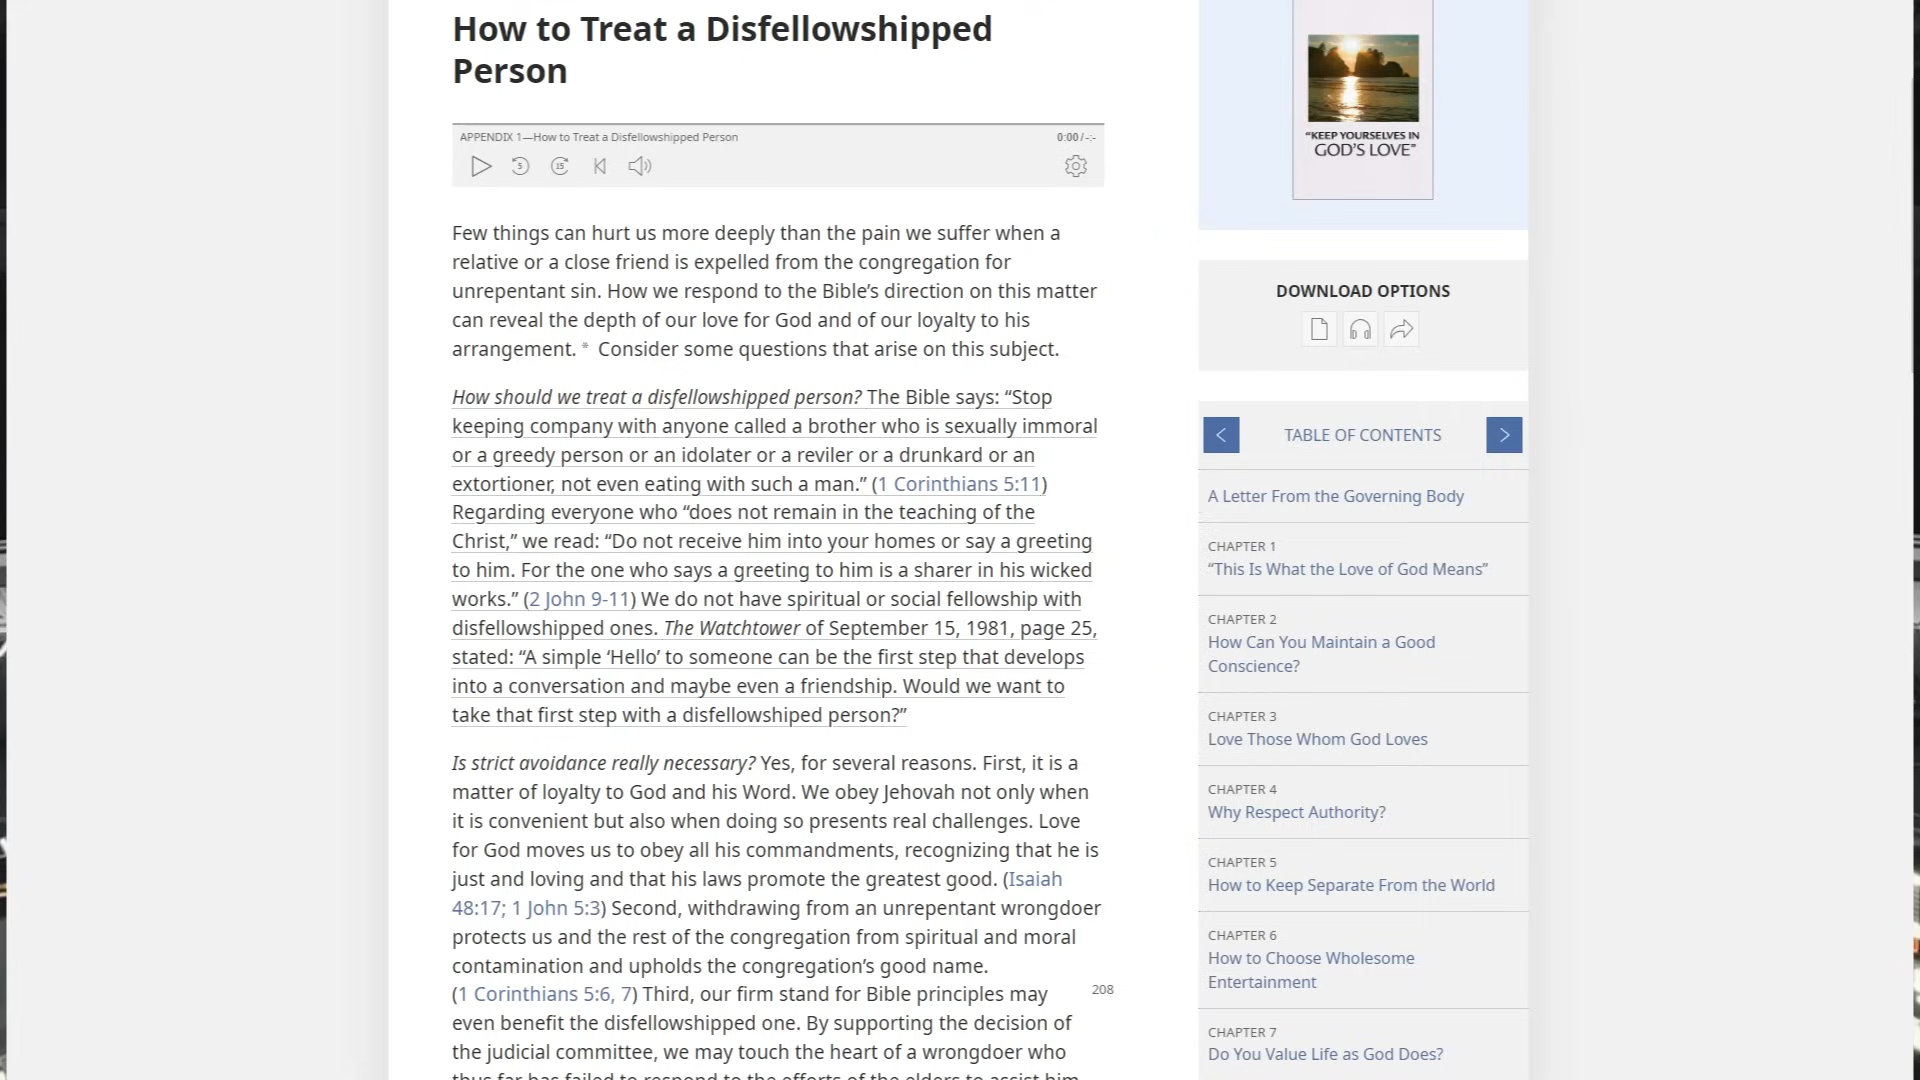 How to Treat a Disfellowshipped
Person
APPENDIX 1—How to Treat a Disfellowshipped Person
0:00 / -:-
5
15
Few things can hurt us more deeply than the pain we suffer when a
relative or a close friend is expelled from the congregation for
unrepentant sin. How we respond to the Bible’s direction on this matter
can reveal the depth of our love for God and of our loyalty to his
arrangement. * Consider some questions that arise on this subject.
How should we treat a disfellowshipped person? The Bible says: “Stop
keeping company with anyone called a brother who is sexually immoral
or a greedy person or an idolater or a reviler or a drunkard or an
extortioner, not even eating with such a man.” (1 Corinthians 5:11)
Regarding everyone who “does not remain in the teaching of the
Christ,” we read: “Do not receive him into your homes or say a greeting
to him. For the one who says a greeting to him is a sharer in his wicked
works.” (2 John 9-11) We do not have spiritual or social fellowship with
disfellowshipped ones. The Watchtower of September 15, 1981, page 25,
stated: “A simple ‘Hello’ to someone can be the first step that develops
into a conversation and maybe even a friendship. Would we want to
take that first step with a disfellowshiped person?”
Is strict avoidance really necessary? Yes, for several reasons. First, it is a
matter of loyalty to God and his Word. We obey Jehovah not only when
it is convenient but also when doing so presents real challenges. Love
for God moves us to obey all his commandments, recognizing that he is
just and loving and that his laws promote the greatest good. (Isaiah
48:17; 1 John 5:3) Second, withdrawing from an unrepentant wrongdoer
protects us and the rest of the congregation from spiritual and moral
contamination and upholds the congregation’s good name.
(1 Corinthians 5:6, 7) Third, our firm stand for Bible principles may
208
even benefit the disfellowshipped one. By supporting the decision of
the judicial committee, we may touch the heart of a wrongdoer who
thus far has failed to respond to the efforts of the elders to assist him.
“KEEP YOURSELVES IN
GOD’S LOVE”
DOWNLOAD OPTIONS
TABLE OF CONTENTS
A Letter From the Governing Body
CHAPTER 1
“This Is What the Love of God Means”
CHAPTER 2
How Can You Maintain a Good
Conscience?
CHAPTER 3
Love Those Whom God Loves
CHAPTER 4
Why Respect Authority?
CHAPTER 5
How to Keep Separate From the World
CHAPTER 6
How to Choose Wholesome
Entertainment
CHAPTER 7
Do You Value Life as God Does?